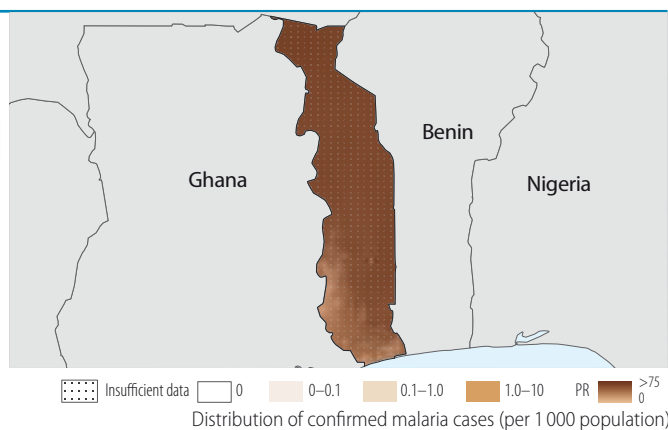 Benin
Ghana
Nigeria
Insufficient data 0 0–0.1 0.1–1.0 1.0–10 PR >75
0
Distribution of confirmed malaria cases (per 1 000 population)